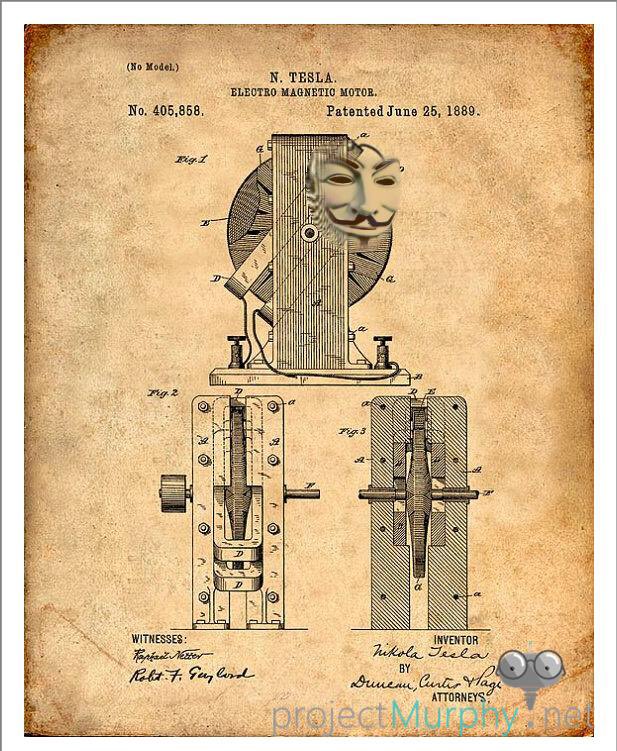 (No Model.)
N. TESLA.
ELECTRO MAGNETIC MOTOR.
No. 405,858. Patented June 25, 1889.
Fig. 1
a
G
B
D
A
G
a
B
Fig. 2
D
a
A
A
F
D
D
Fig. 3
D E
a
A
A
F
G
a
WITNESSES:
Raphael Netter
Robt. F. Gaylord
INVENTOR
Nikola Tesla
BY
Duncan, Curtis & Page
ATTORNEYS.
projectMurphy.net